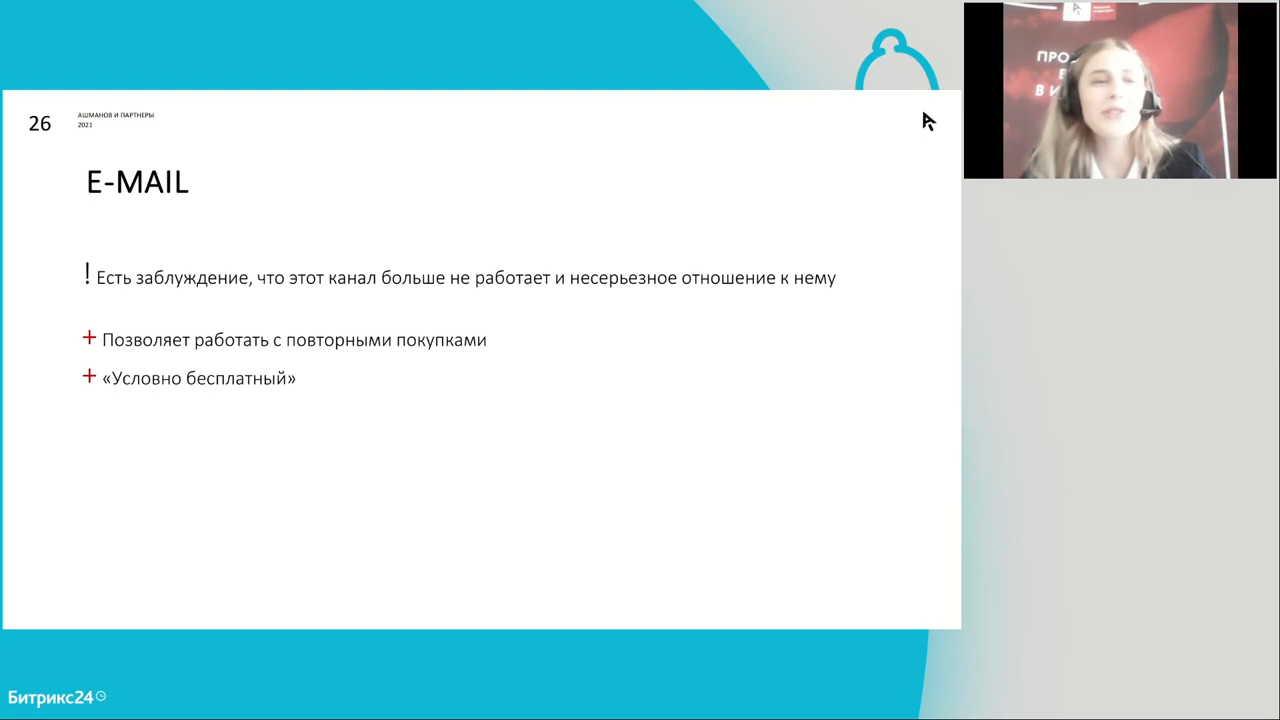 26
АШМАНОВ И ПАРТНЕРЫ
2021
E-MAIL
! Есть заблуждение, что этот канал больше не работает и несерьезное отношение к нему
+ Позволяет работать с повторными покупками
+ «Условно бесплатный»
Битрикс24